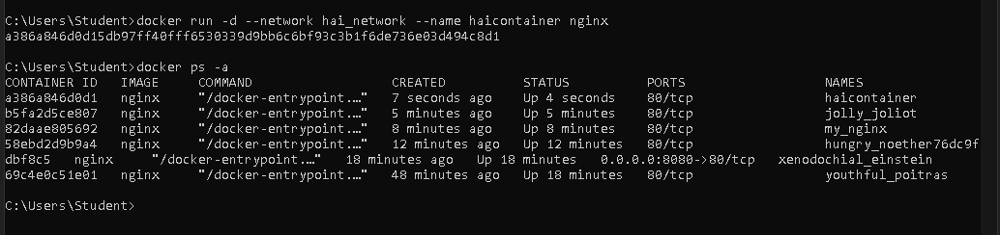 C:\Users\Student>docker run -d --network hai_network --name haicontainer nginx
a386a846d0d15db97ff40fff6530339d9bb6c6bf93c3b1f6de736e03d494c8d1
C:\Users\Student>docker ps -a
CONTAINER ID   IMAGE     COMMAND                  CREATED          STATUS          PORTS                  NAMES
a386a846d0d1   nginx     "/docker-entrypoint.…"   7 seconds ago    Up 4 seconds    80/tcp                 haicontainer
b5fa2d5ce807   nginx     "/docker-entrypoint.…"   5 minutes ago    Up 5 minutes    80/tcp                 jolly_joliot
82daae805692   nginx     "/docker-entrypoint.…"   8 minutes ago    Up 8 minutes    80/tcp                 my_nginx
58ebd2d9b9a4   nginx     "/docker-entrypoint.…"   12 minutes ago   Up 12 minutes   80/tcp                 hungry_noether76dc9f
dbf8c5   nginx     "/docker-entrypoint.…"   18 minutes ago   Up 18 minutes   0.0.0.0:8080->80/tcp   xenodochial_einstein
69c4e0c51e01   nginx     "/docker-entrypoint.…"   48 minutes ago   Up 18 minutes   80/tcp                 youthful_poitras
C:\Users\Student>